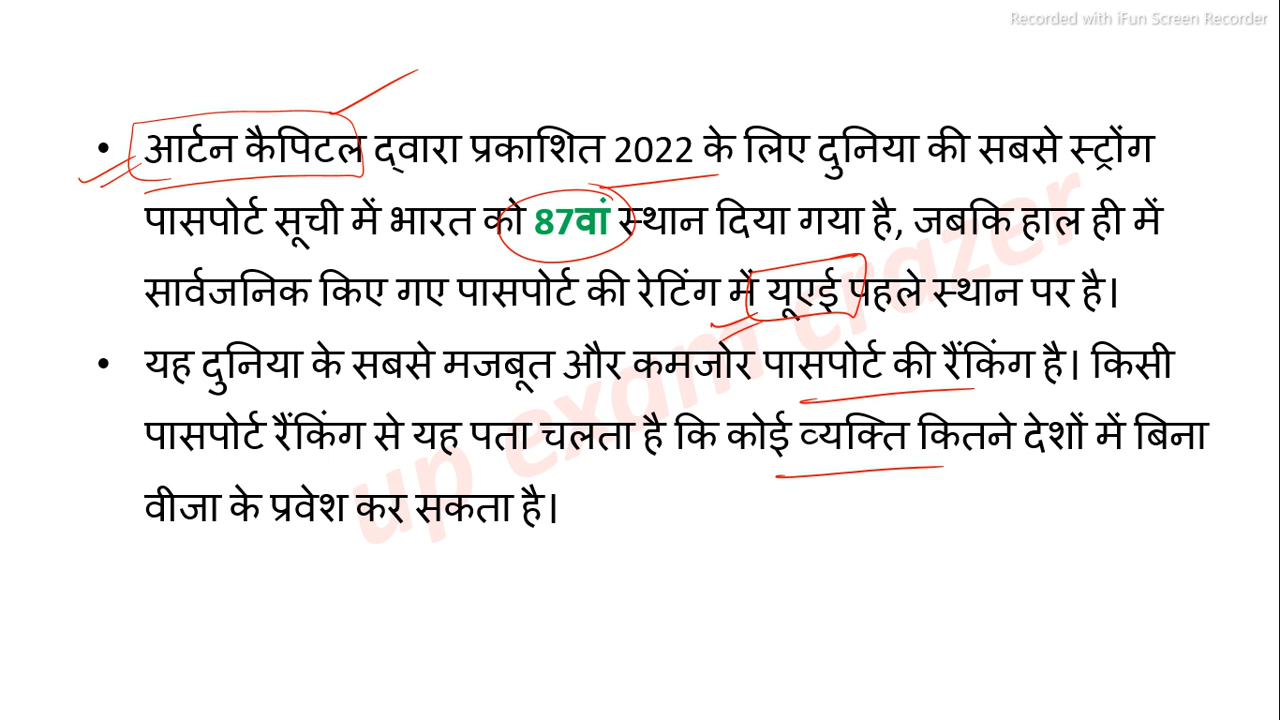 Recorded with iFun Screen Recorder
• आर्टन कैपिटल द्वारा प्रकाशित 2022 के लिए दुनिया की सबसे स्ट्रोंग
पासपोर्ट सूची में भारत को 87वां स्थान दिया गया है, जबकि हाल ही में
सार्वजनिक किए गए पासपोर्ट की रेटिंग में यूएई पहले स्थान पर है।
• यह दुनिया के सबसे मजबूत और कमजोर पासपोर्ट की रैंकिंग है। किसी
पासपोर्ट रैंकिंग से यह पता चलता है कि कोई व्यक्ति कितने देशों में बिना
वीजा के प्रवेश कर सकता है।
up exam crazer